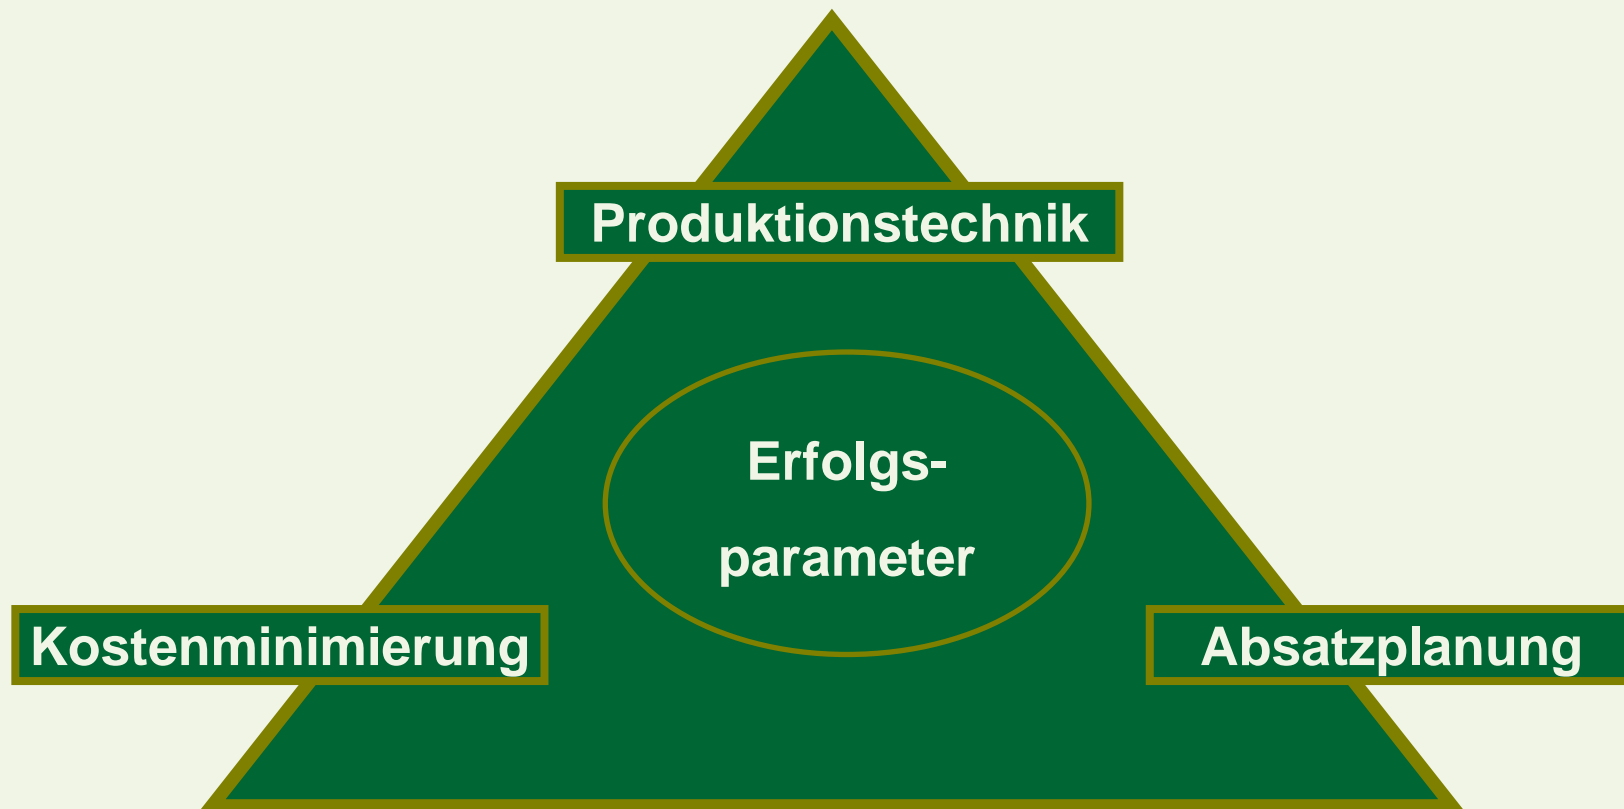 Produktionstechnik
Erfolgs-
parameter
Kostenminimierung
Absatzplanung